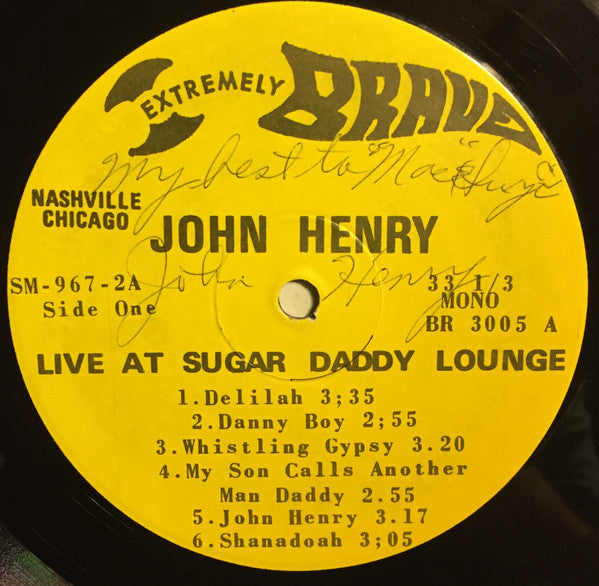 EXTREMELY BRAVO
My best to "Moe &
NASHVILLE
CHICAGO
JOHN HENRY
John Henry
SM-967-2A
Side One
33 1/3
MONO
BR 3005 A
LIVE AT SUGAR DADDY LOUNGE
1.Delilah 3;35
2.Danny Boy 2;55
3.Whistling Gypsy 3.20
4.My Son Calls Another
Man Daddy 2.55
5.John Henry 3.17
6.Shanadoah 3;05